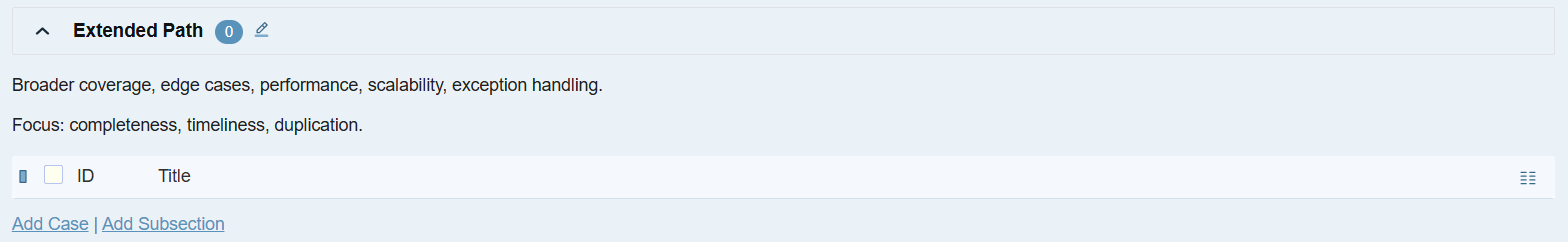 Extended Path 0
Broader coverage, edge cases, performance, scalability, exception handling.
Focus: completeness, timeliness, duplication.
ID Title
Add Case | Add Subsection